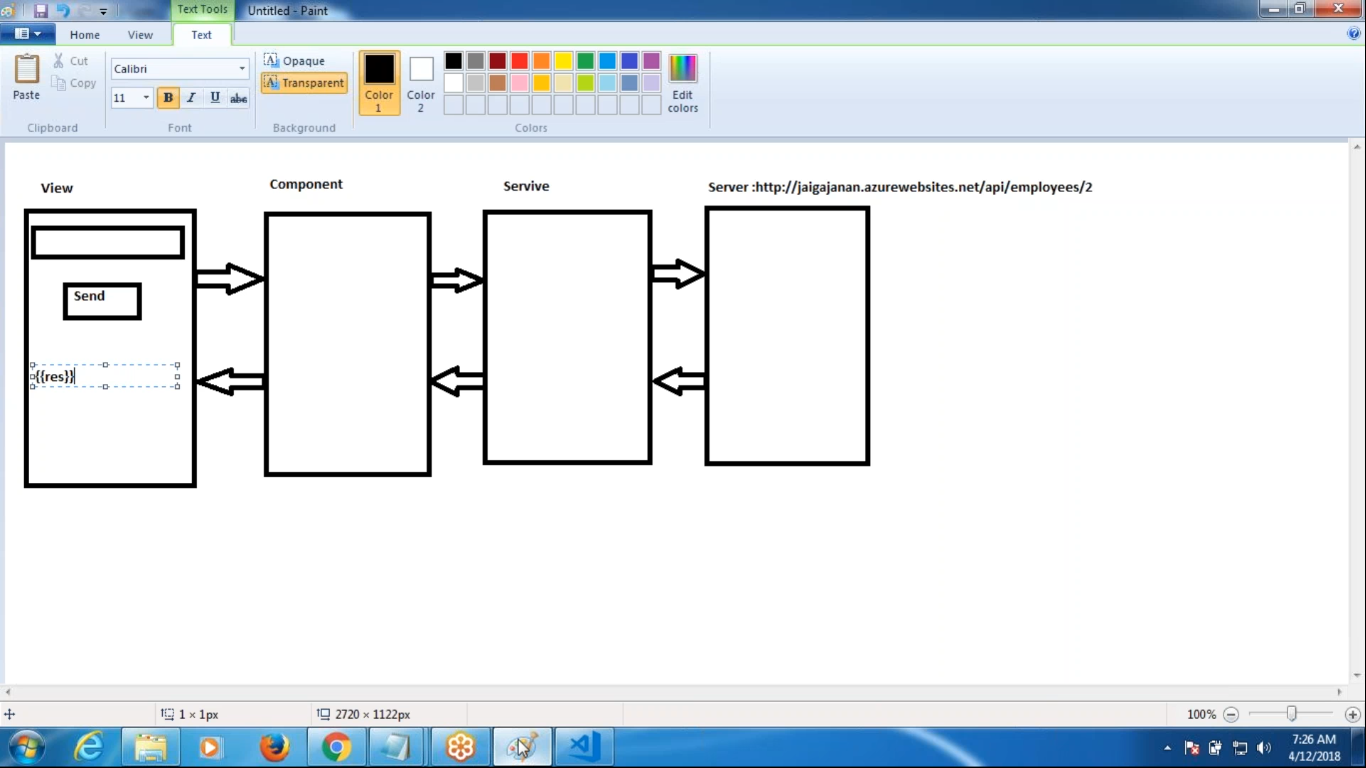 Text Tools
Untitled - Paint
Home
View
Text
Paste
Cut
Copy
Clipboard
Calibri
11
B I U abc
Font
Opaque
Transparent
Background
Color 1
Color 2
Edit colors
Colors
View
Component
Servive
Server :http://jaigajanan.azurewebsites.net/api/employees/2
Send
{{res}}
1 × 1px
2720 × 1122px
100%
7:26 AM
4/12/2018